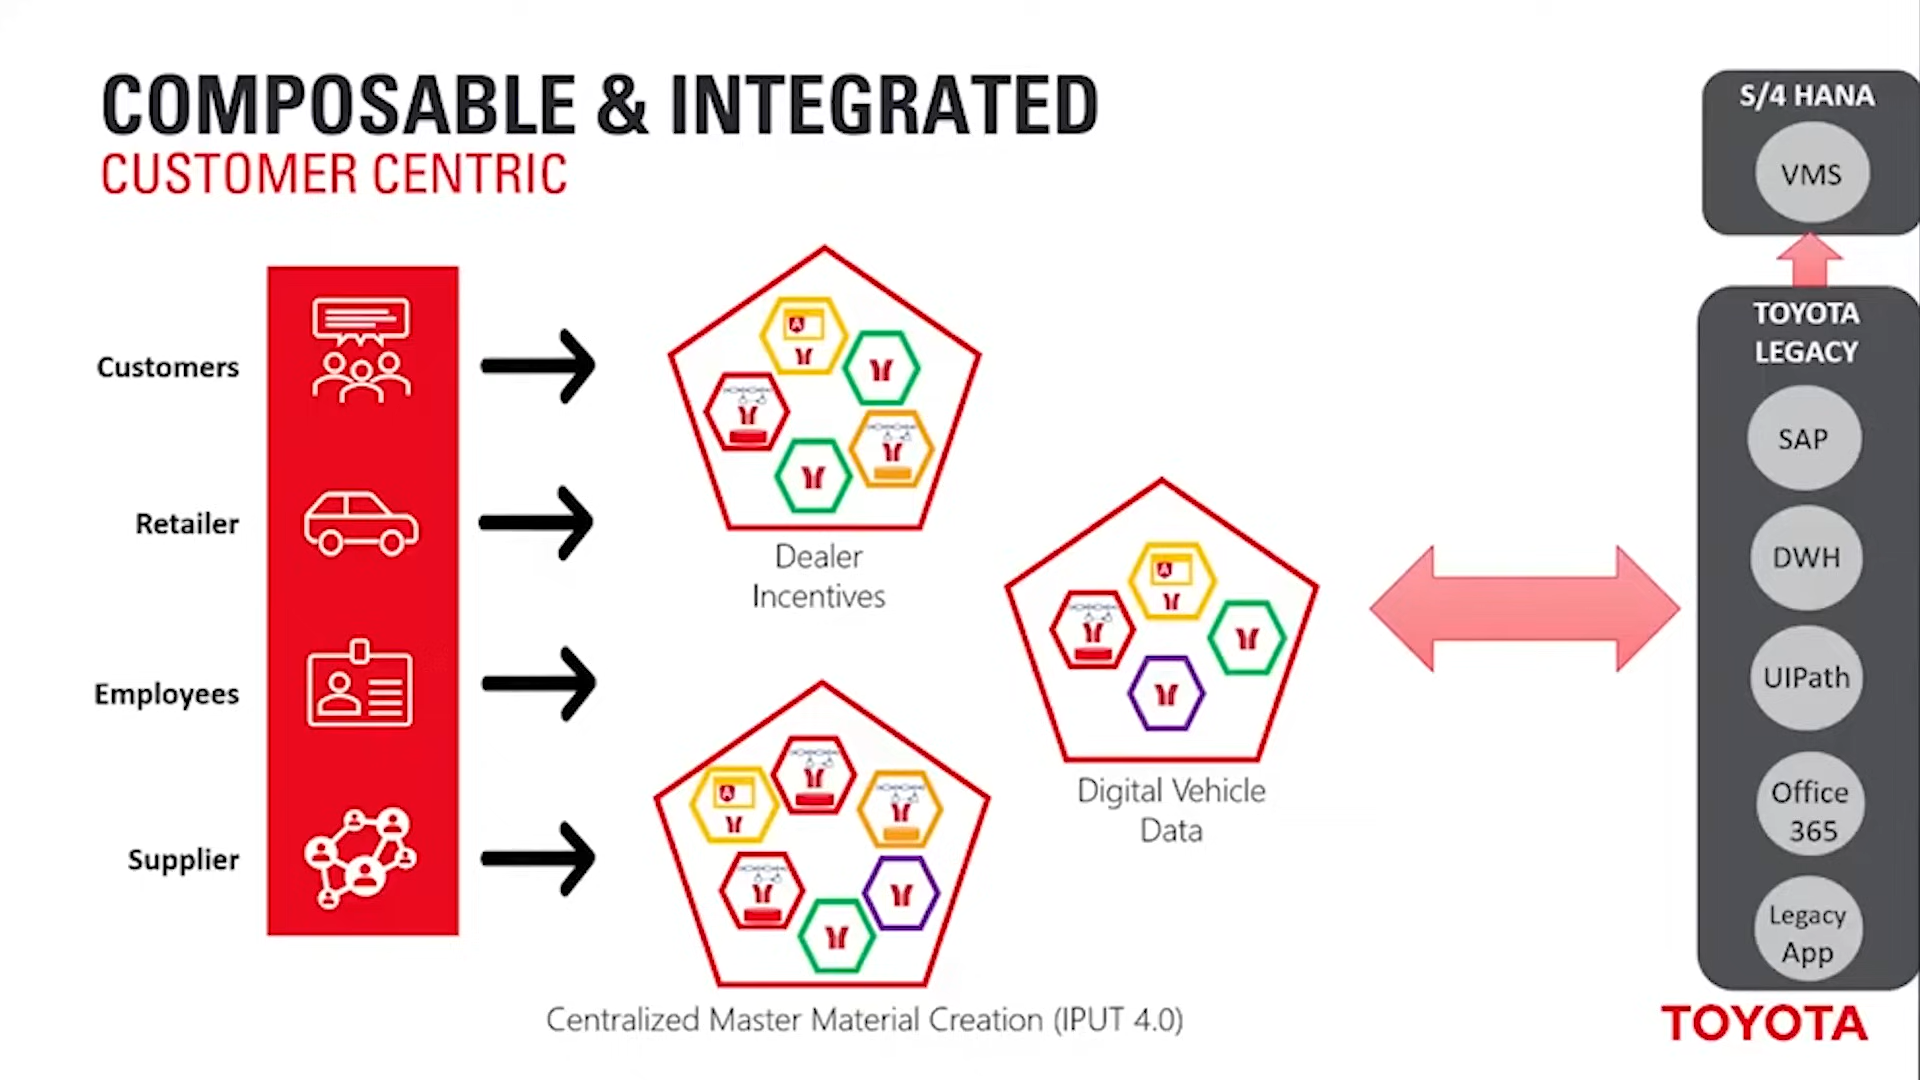 COMPOSABLE & INTEGRATED
CUSTOMER CENTRIC
Customers
Retailer
Employees
Supplier
A
Dealer
Incentives
A
Digital Vehicle
Data
A
Centralized Master Material Creation (IPUT 4.0)
S/4 HANA
VMS
TOYOTA
LEGACY
SAP
DWH
UIPath
Office
365
Legacy
App
TOYOTA